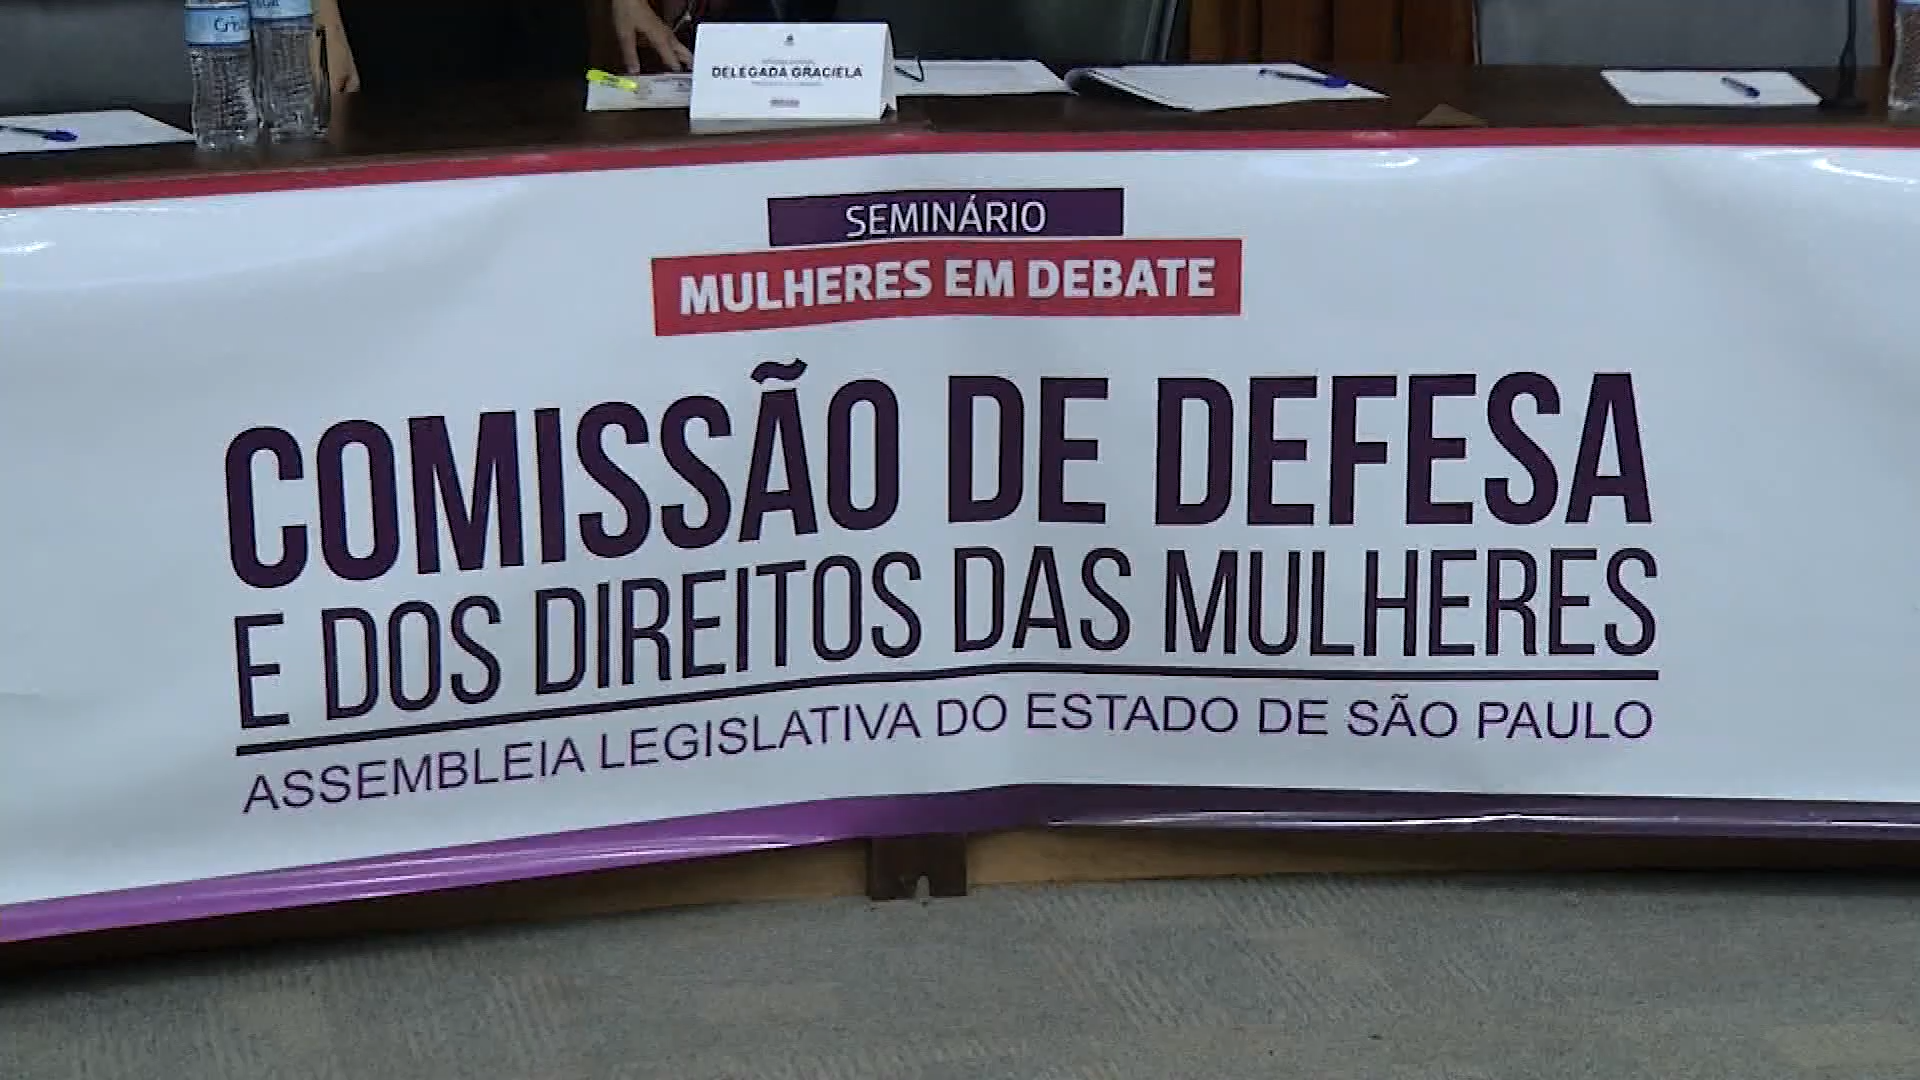 DELEGADA GRACIELA
SEMINÁRIO
MULHERES EM DEBATE
COMISSÃO DE DEFESA
E DOS DIREITOS DAS MULHERES
ASSEMBLEIA LEGISLATIVA DO ESTADO DE SÃO PAULO